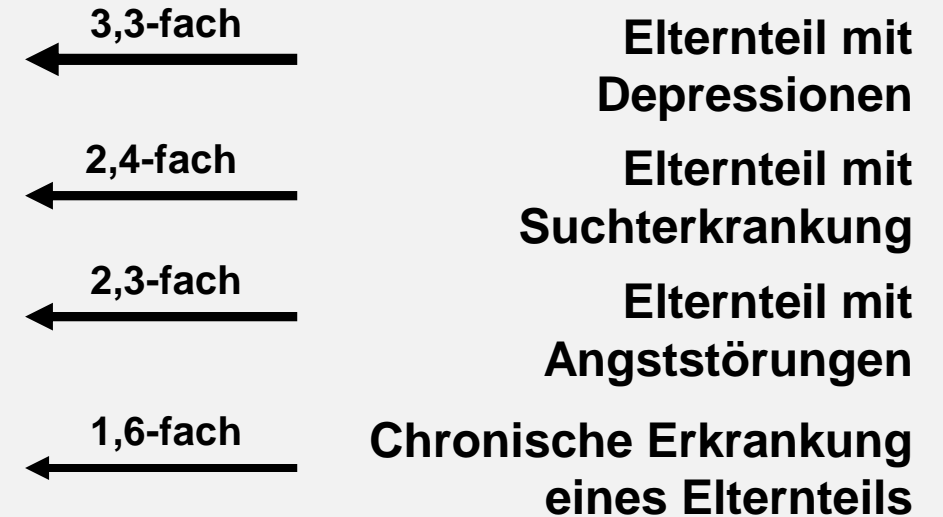 3,3-fach
Elternteil mit
Depressionen
2,4-fach
Elternteil mit
Suchterkrankung
2,3-fach
Elternteil mit
Angststörungen
1,6-fach
Chronische Erkrankung
eines Elternteils